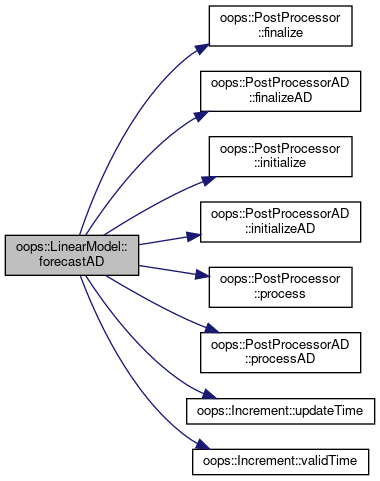 oops::LinearModel::
forecastAD
oops::PostProcessor
::finalize
oops::PostProcessorAD
::finalizeAD
oops::PostProcessor
::initialize
oops::PostProcessorAD
::initializeAD
oops::PostProcessor
::process
oops::PostProcessorAD
::processAD
oops::Increment::updateTime
oops::Increment::validTime